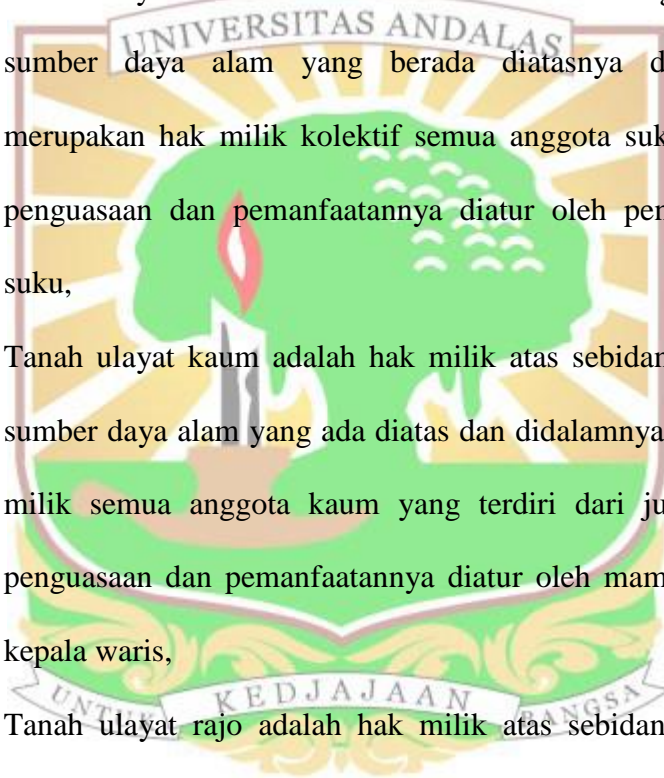 UNIVERSITAS ANDALAS
sumber daya alam yang berada diatasnya d
merupakan hak milik kolektif semua anggota suk
penguasaan dan pemanfaatannya diatur oleh pen
suku,
Tanah ulayat kaum adalah hak milik atas sebidan
sumber daya alam yang ada diatas dan didalamnya
milik semua anggota kaum yang terdiri dari ju
penguasaan dan pemanfaatannya diatur oleh mam
kepala waris,
UNTUK KEDJAJAAN BANGSA
Tanah ulayat rajo adalah hak milik atas sebidan